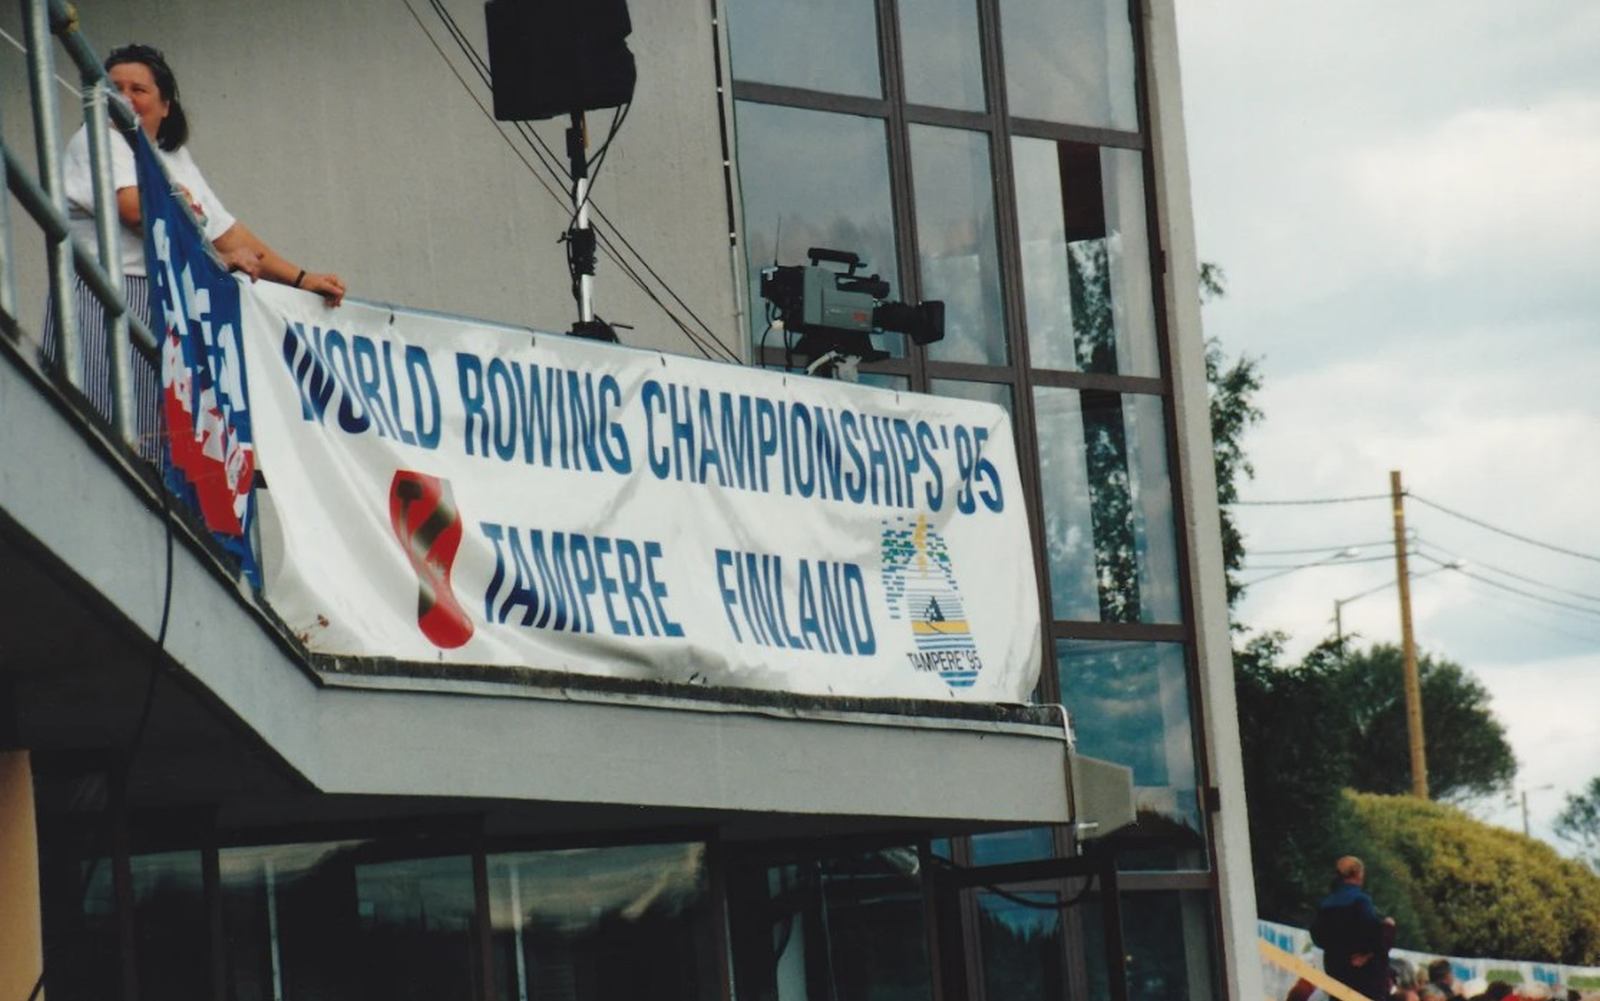 WORLD ROWING CHAMPIONSHIPS'95
TAMPERE FINLAND
TAMPERE'95